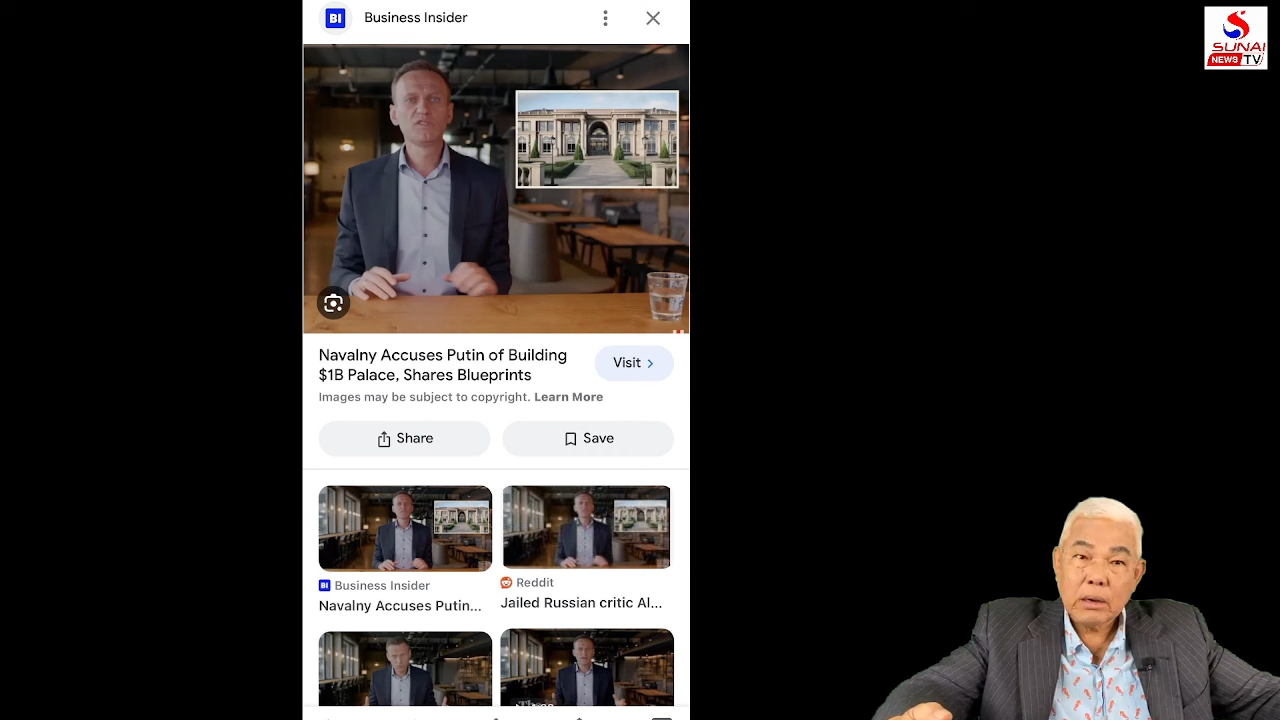 BI
Business Insider
SUNAI
NEWS TV
Navalny Accuses Putin of Building
$1B Palace, Shares Blueprints
Visit
Images may be subject to copyright. Learn More
Share
Save
BI Business Insider
Navalny Accuses Putin...
Reddit
Jailed Russian critic Al...